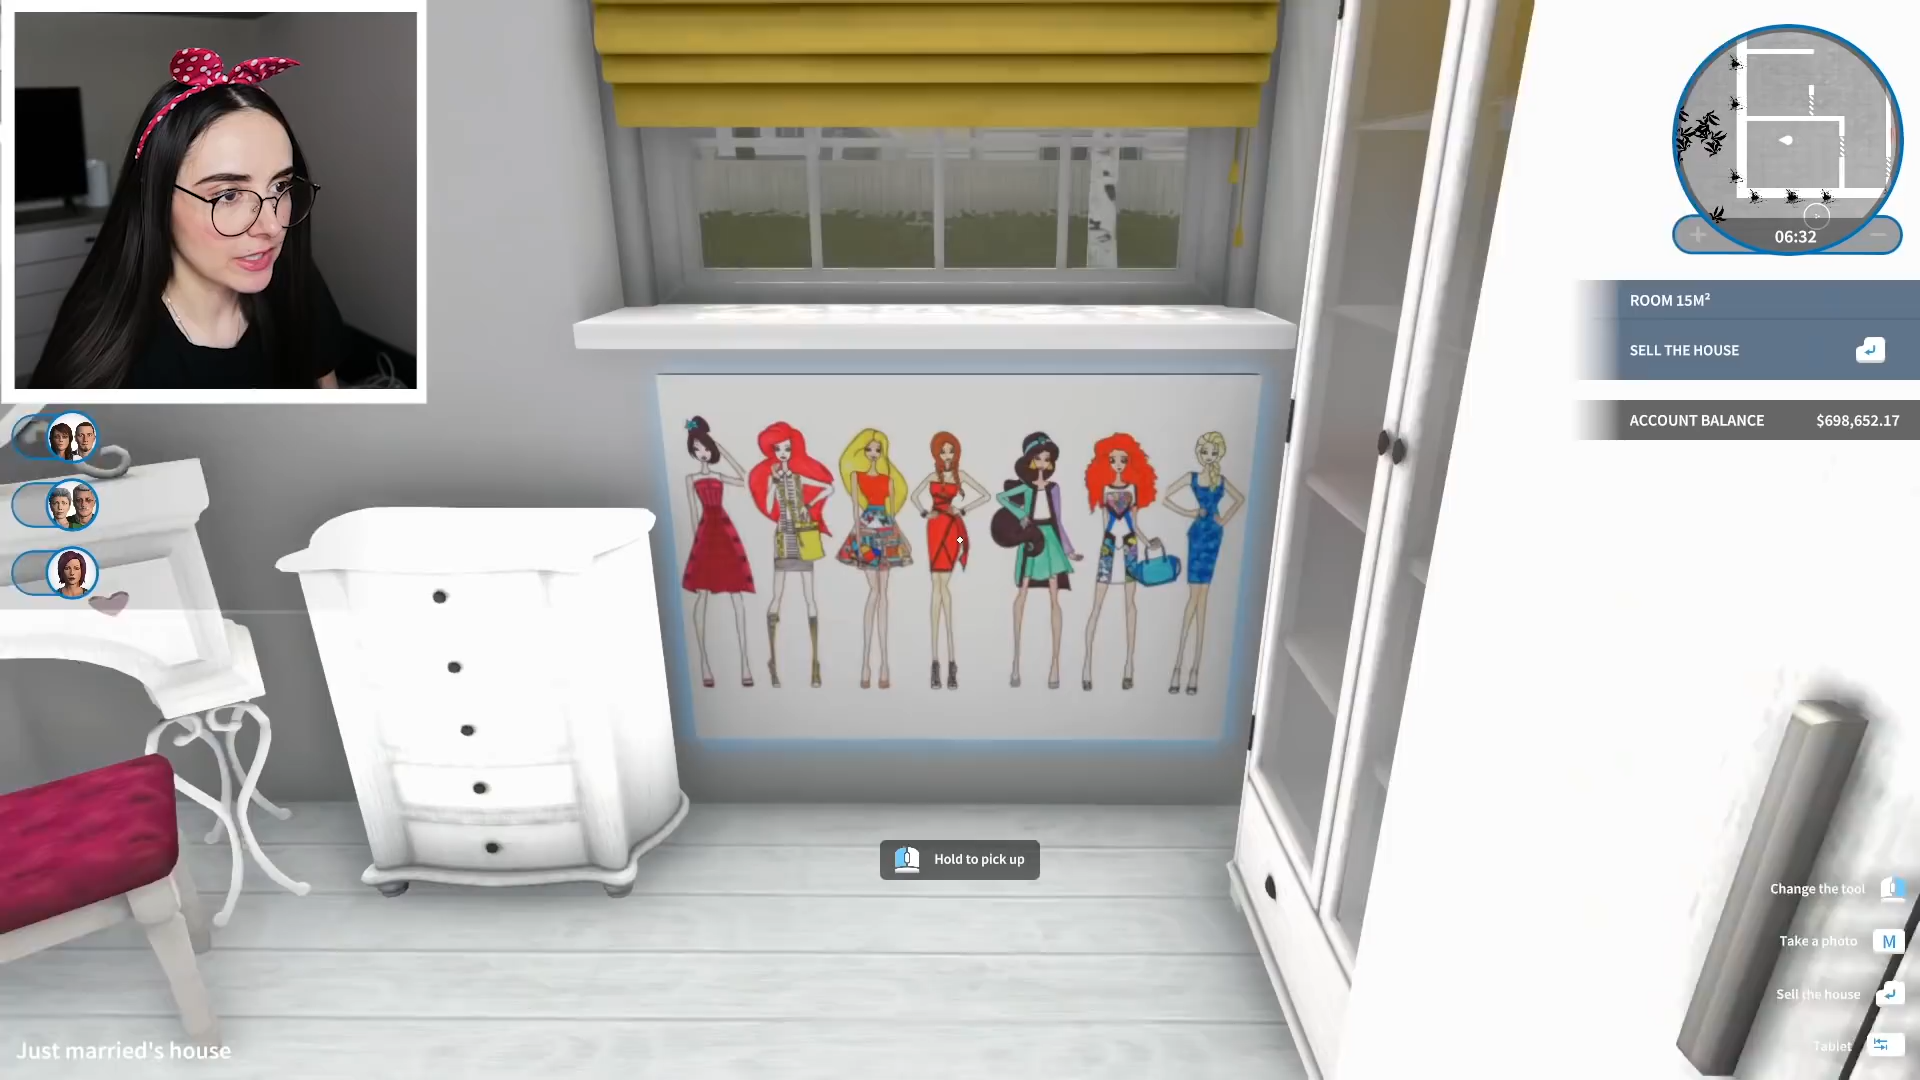 06:32
ROOM 15M²
SELL THE HOUSE
ACCOUNT BALANCE $698,652.17
Hold to pick up
Change the tool
Take a photo M
Sell the house
Tablet
Just married's house